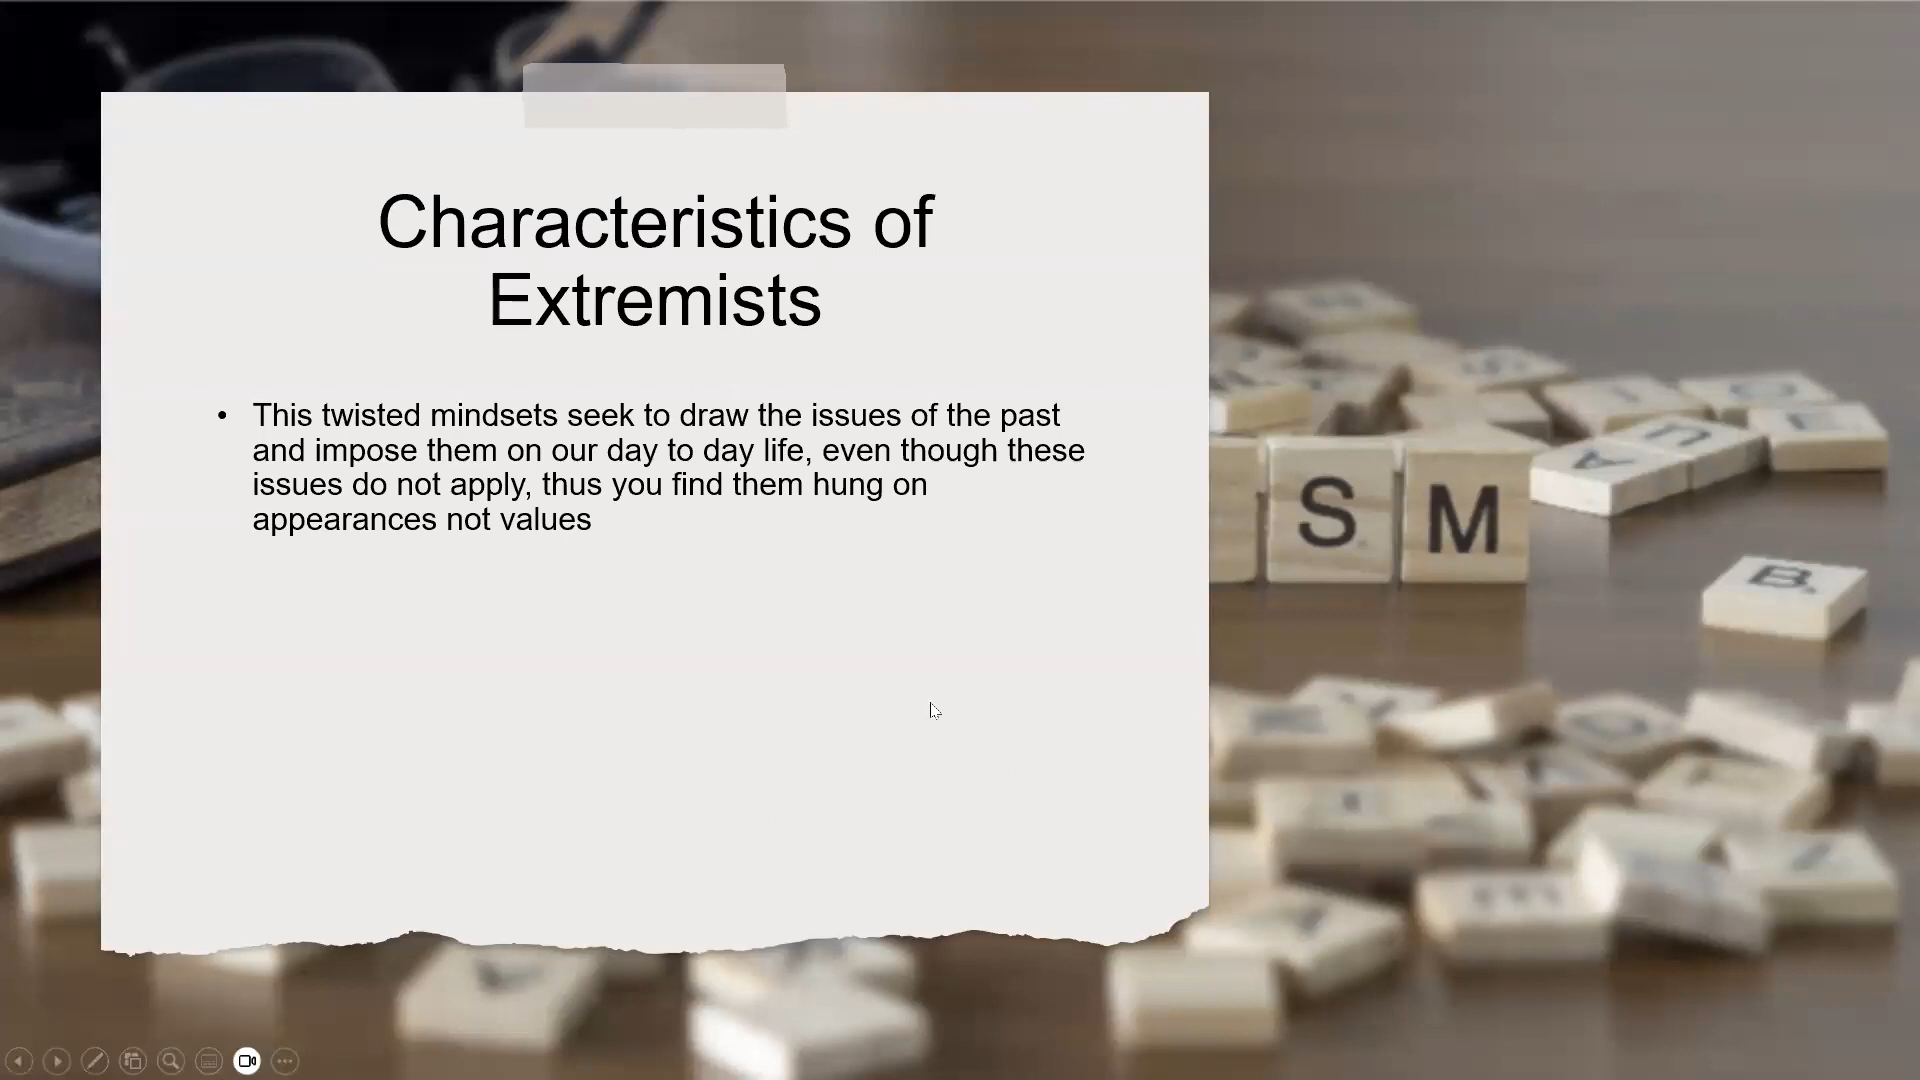 Characteristics of
Extremists
• This twisted mindsets seek to draw the issues of the past
and impose them on our day to day life, even though these
issues do not apply, thus you find them hung on
appearances not values
S M
A U
B